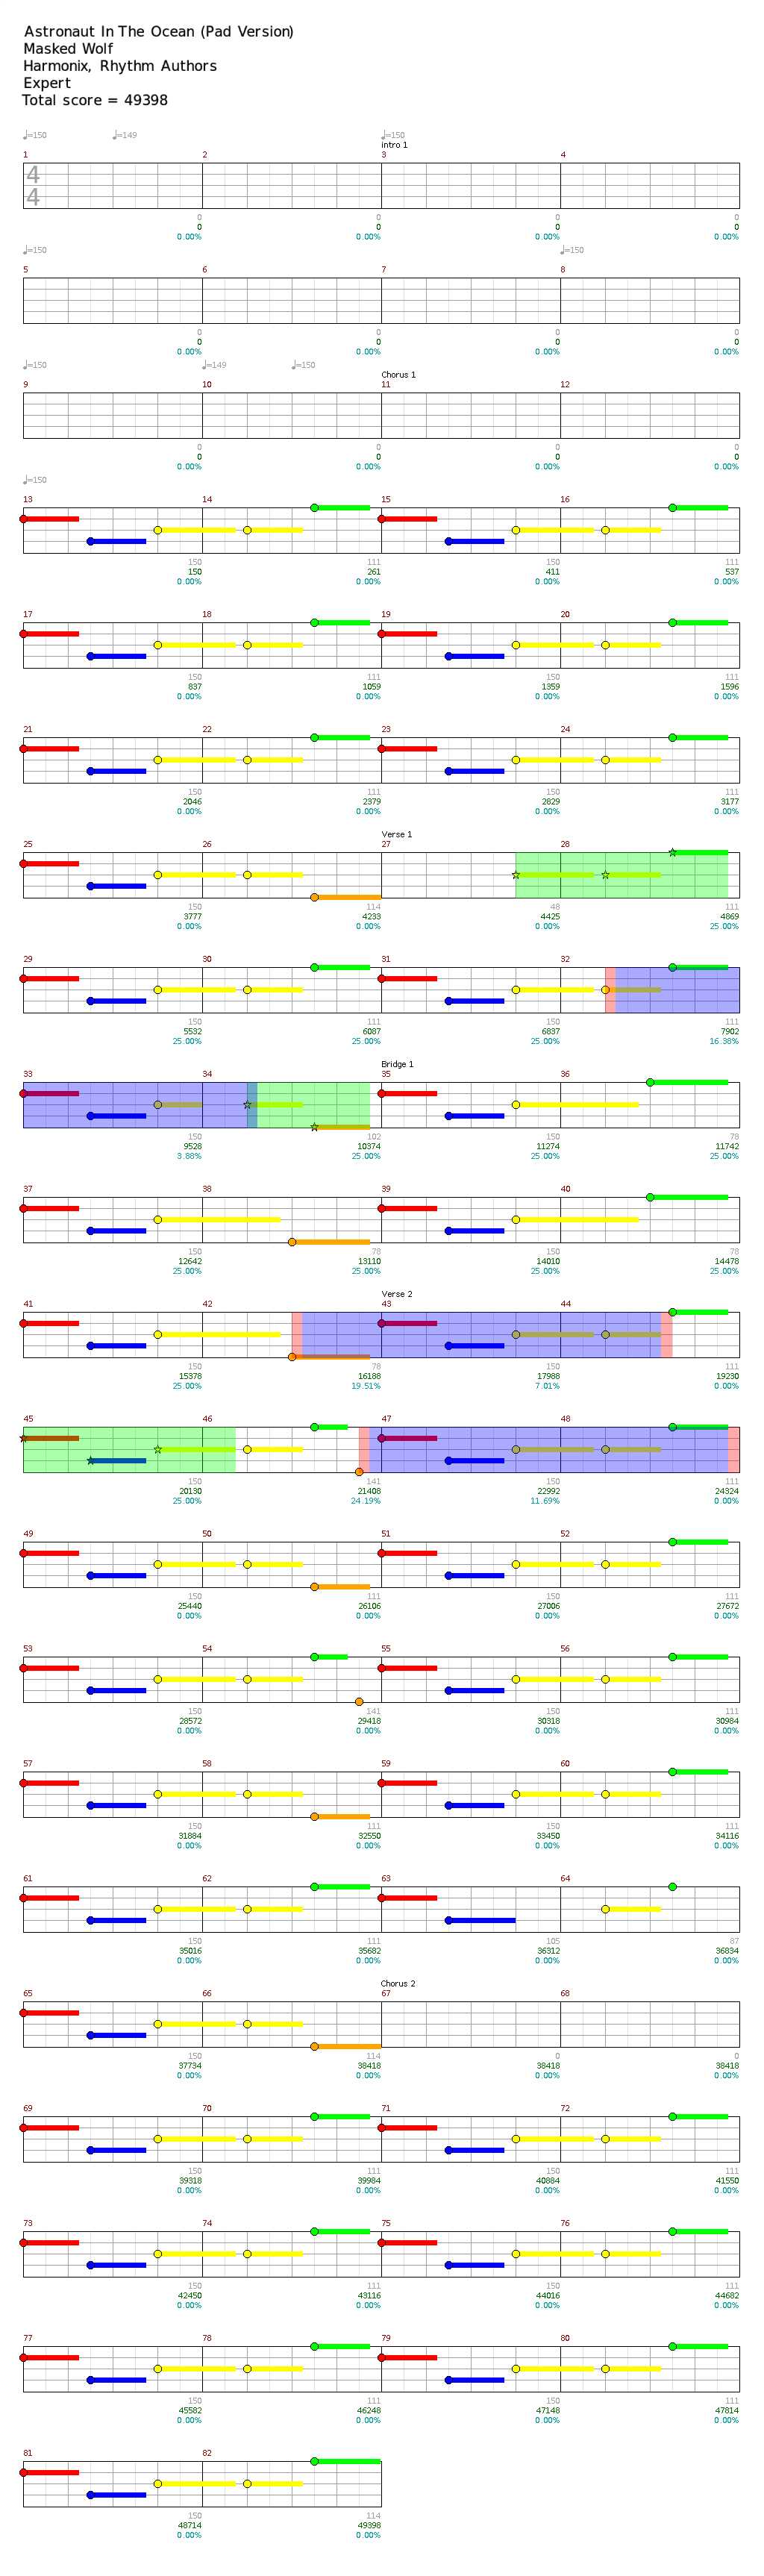 Astronaut In The Ocean (Pad Version)
Masked Wolf
Harmonix, Rhythm Authors
Expert
Total score = 49398
♩=150 ♩=149 ♩=150
intro 1
1 2 3 4
4
4
0 0 0 0
0 0 0 0
0.00% 0.00% 0.00% 0.00%
♩=150 ♩=150
5 6 7 8
0 0 0 0
0 0 0 0
0.00% 0.00% 0.00% 0.00%
♩=150 ♩=149 ♩=150
Chorus 1
9 10 11 12
0 0 0 0
0 0 0 0
0.00% 0.00% 0.00% 0.00%
♩=150
13 14 15 16
150 111 150 111
150 261 411 537
0.00% 0.00% 0.00% 0.00%
17 18 19 20
150 111 150 111
837 1059 1359 1596
0.00% 0.00% 0.00% 0.00%
21 22 23 24
150 111 150 111
2046 2379 2829 3177
0.00% 0.00% 0.00% 0.00%
Verse 1
25 26 27 28
150 114 48 111
3777 4233 4425 4869
0.00% 0.00% 0.00% 25.00%
29 30 31 32
150 111 150 111
5532 6087 6837 7902
25.00% 25.00% 25.00% 16.38%
Bridge 1
33 34 35 36
150 102 150 78
9528 10374 11274 11742
3.88% 25.00% 25.00% 25.00%
37 38 39 40
150 78 150 78
12642 13110 14010 14478
25.00% 25.00% 25.00% 25.00%
Verse 2
41 42 43 44
150 78 150 111
15378 16188 17988 19230
25.00% 19.51% 7.01% 0.00%
45 46 47 48
150 141 150 111
20130 21408 22992 24324
25.00% 24.19% 11.69% 0.00%
49 50 51 52
150 111 150 111
25440 26106 27006 27672
0.00% 0.00% 0.00% 0.00%
53 54 55 56
150 141 150 111
28572 29418 30318 30984
0.00% 0.00% 0.00% 0.00%
57 58 59 60
150 111 150 111
31884 32550 33450 34116
0.00% 0.00% 0.00% 0.00%
61 62 63 64
150 111 105 87
35016 35682 36312 36834
0.00% 0.00% 0.00% 0.00%
Chorus 2
65 66 67 68
150 114 0 0
37734 38418 38418 38418
0.00% 0.00% 0.00% 0.00%
69 70 71 72
150 111 150 111
39318 39984 40884 41550
0.00% 0.00% 0.00% 0.00%
73 74 75 76
150 111 150 111
42450 43116 44016 44682
0.00% 0.00% 0.00% 0.00%
77 78 79 80
150 111 150 111
45582 46248 47148 47814
0.00% 0.00% 0.00% 0.00%
81 82
150 114
48714 49398
0.00% 0.00%